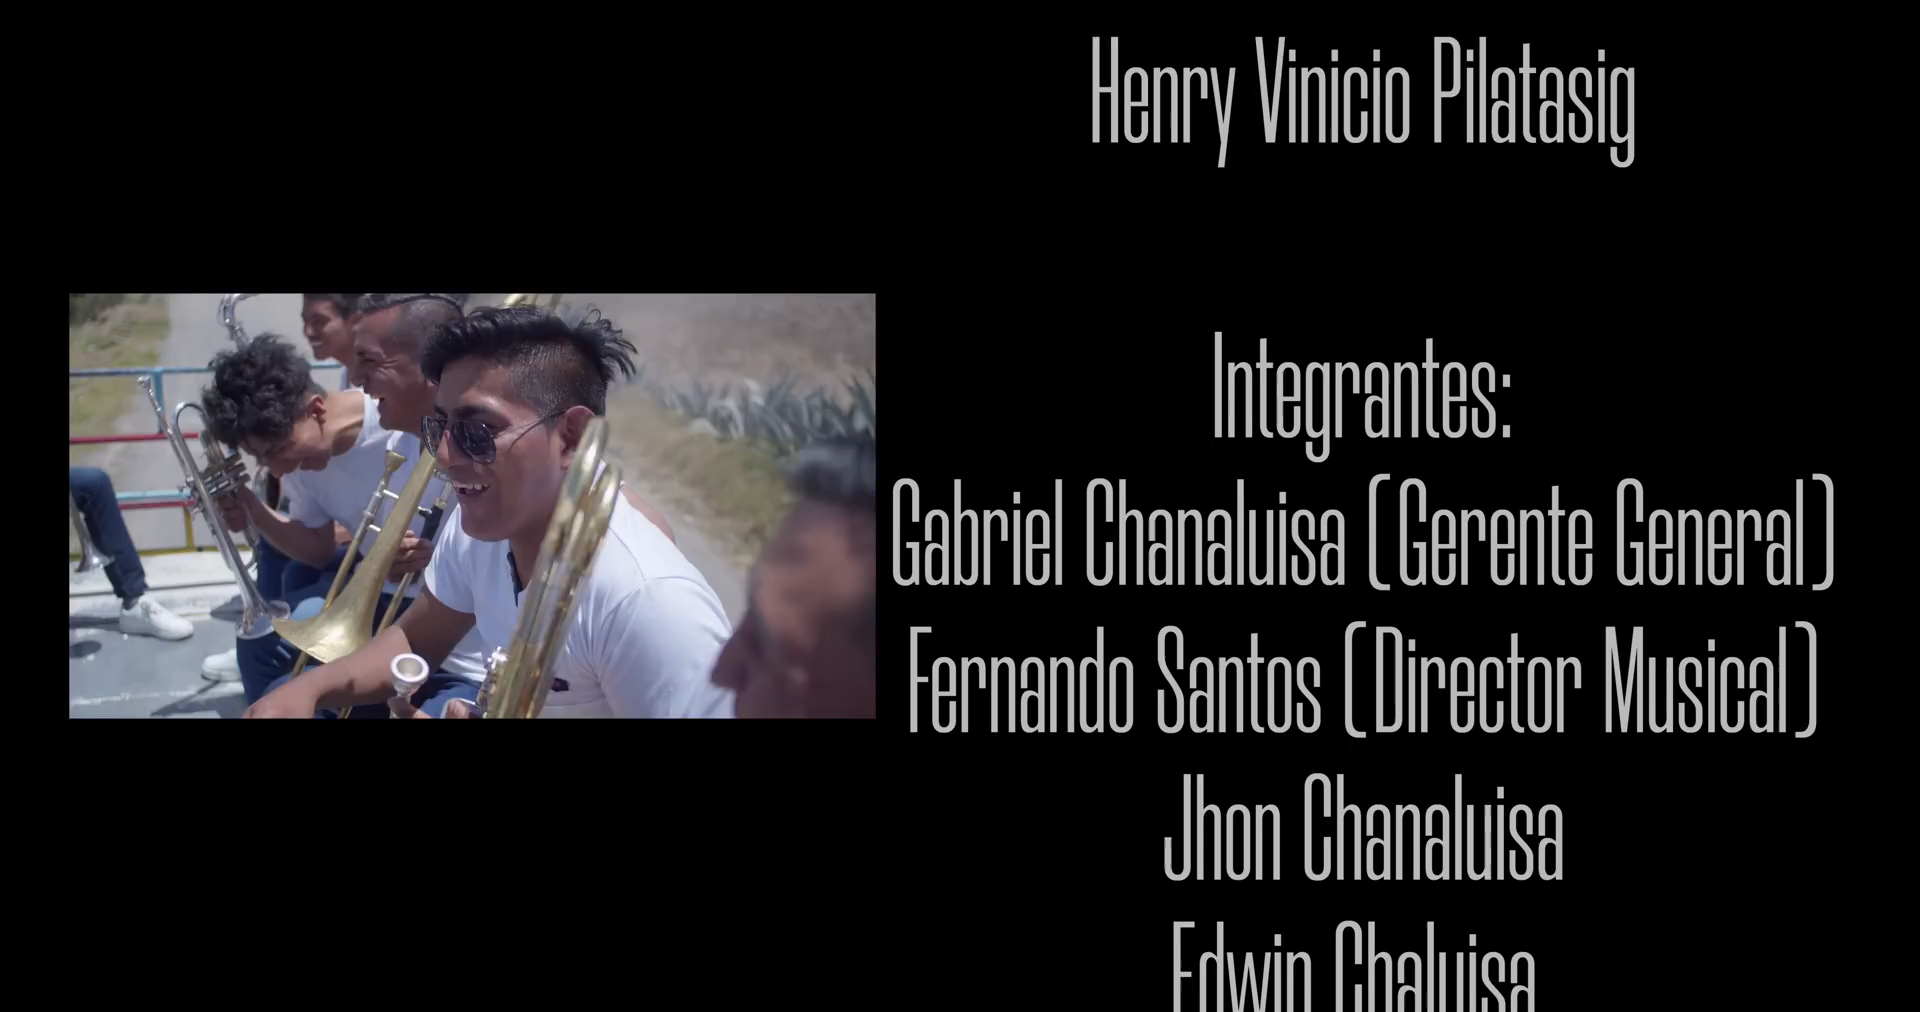 Henry Vinicio Pilatasig
Integrantes:
Gabriel Chanaluisa (Gerente General)
Fernando Santos (Director Musical)
Jhon Chanaluisa
Edwin Chaluisa